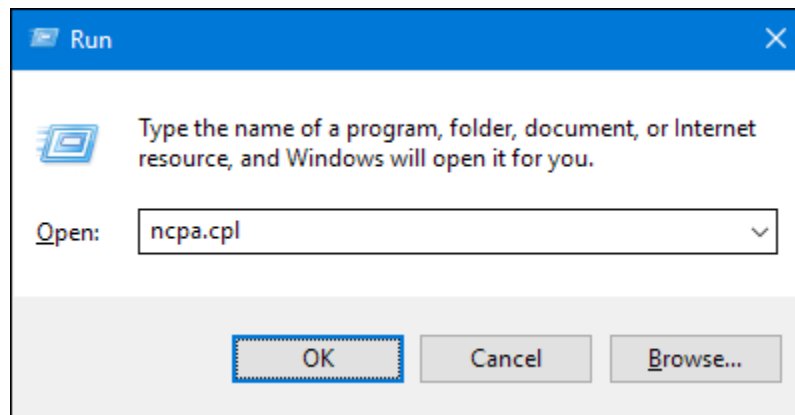 Run
Type the name of a program, folder, document, or Internet
resource, and Windows will open it for you.
Open: ncpa.cpl
OK Cancel Browse...